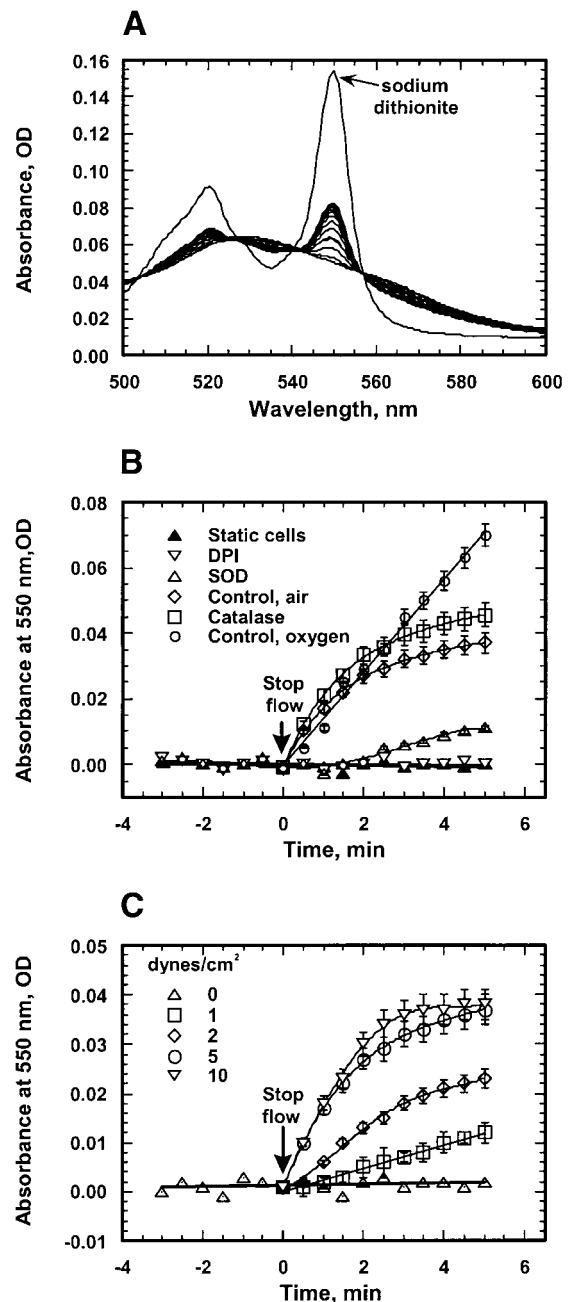 A
0.16
0.14
0.12
0.10
0.08
0.06
0.04
0.02
0.00
Absorbance, OD
sodium
dithionite
500 520 540 560 580 600
Wavelength, nm
B
0.08
0.06
0.04
0.02
0.00
Absorbance at 550 nm,OD
Static cells
DPI
SOD
Control, air
Catalase
Control, oxygen
Stop
flow
-4 -2 0 2 4 6
Time, min
C
0.05
0.04
0.03
0.02
0.01
0.00
-0.01
Absorbance at 550 nm, OD
dynes/cm²
0
1
2
5
10
Stop
flow
-4 -2 0 2 4 6
Time, min